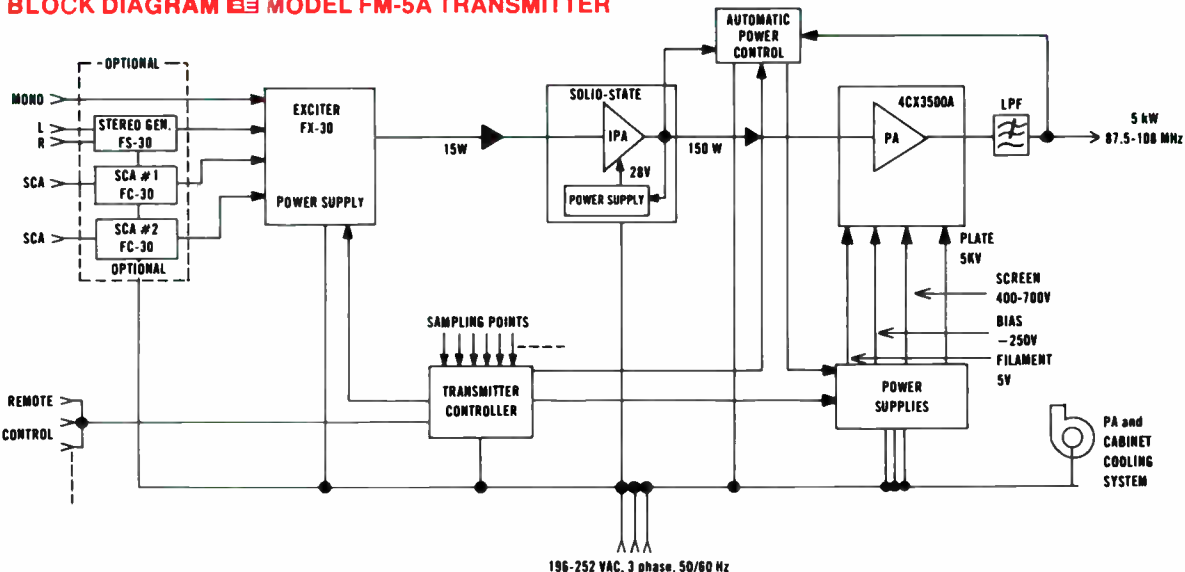 BLOCK DIAGRAM BE MODEL FM-5A TRANSMITTER
OPTIONAL
MONO
L
R
STEREO GEN.
FS-30
SCA
SCA #1
FC-30
SCA
SCA #2
FC-30
OPTIONAL
EXCITER
FX-30
POWER SUPPLY
15W
SOLID-STATE
IPA
28V
POWER SUPPLY
150 W
AUTOMATIC
POWER
CONTROL
4CX3500A
PA
LPF
5 kW
87.5-108 MHz
PLATE
5KV
SCREEN
400-700V
BIAS
-250V
FILAMENT
5V
SAMPLING POINTS
TRANSMITTER
CONTROLLER
POWER
SUPPLIES
REMOTE
CONTROL
PA and
CABINET
COOLING
SYSTEM
196-252 VAC, 3 phase, 50/60 Hz